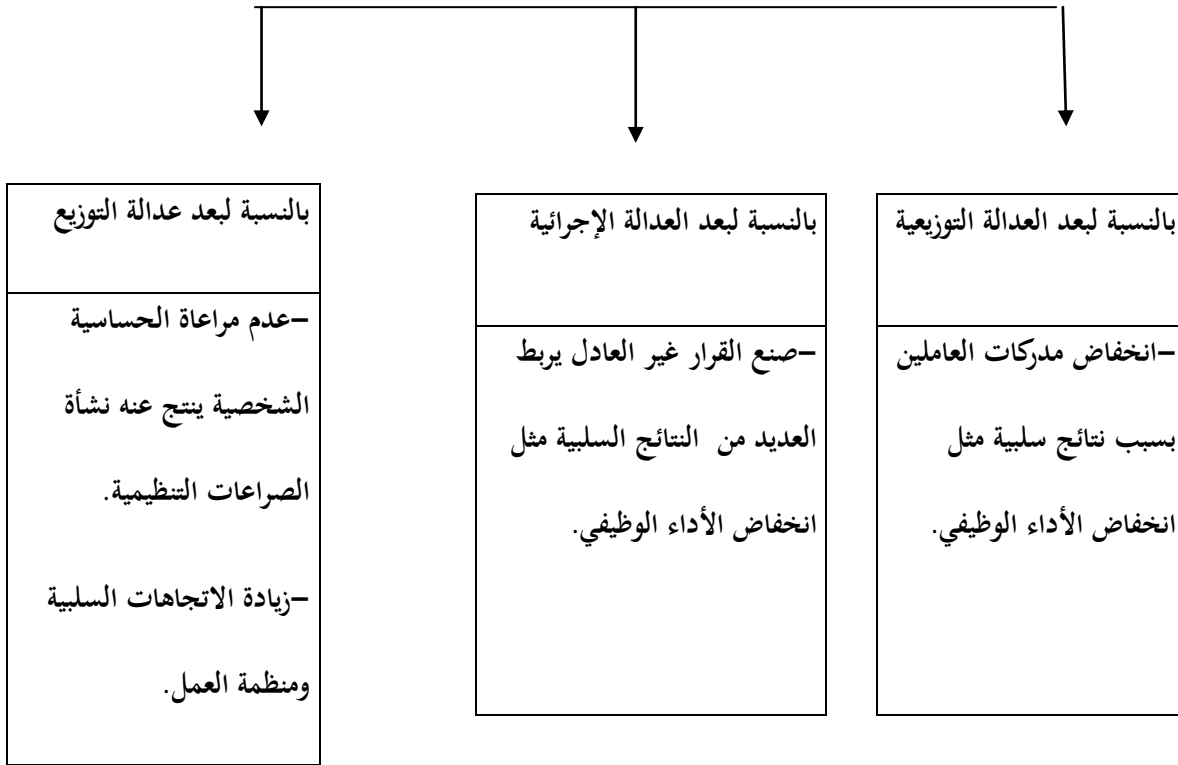 بالنسبة لبعد العدالة التوزيعية
–انخفاض مدركات العاملين
بسبب نتائج سلبية مثل
انخفاض الأداء الوظيفي.
بالنسبة لبعد العدالة الإجرائية
–صنع القرار غير العادل يربط
العديد من النتائج السلبية مثل
انخفاض الأداء الوظيفي.
بالنسبة لبعد عدالة التوزيع
–عدم مراعاة الحساسية
الشخصية ينتج عنه نشأة
الصراعات التنظيمية.
–زيادة الاتجاهات السلبية
ومنظمة العمل.